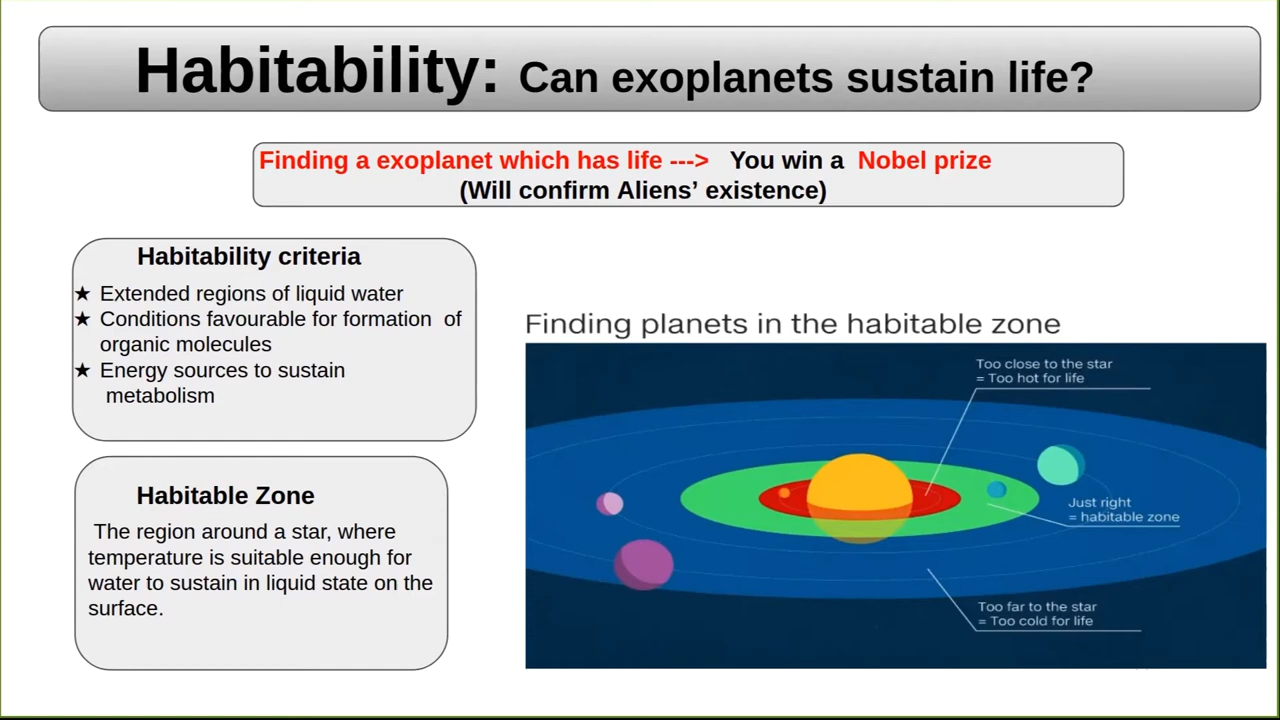 Habitability: Can exoplanets sustain life?
Finding a exoplanet which has life ---> You win a Nobel prize
(Will confirm Aliens’ existence)
Habitability criteria
★ Extended regions of liquid water
★ Conditions favourable for formation of
organic molecules
★ Energy sources to sustain
metabolism
Habitable Zone
The region around a star, where
temperature is suitable enough for
water to sustain in liquid state on the
surface.
Finding planets in the habitable zone
Too close to the star
= Too hot for life
Just right
= habitable zone
Too far to the star
= Too cold for life